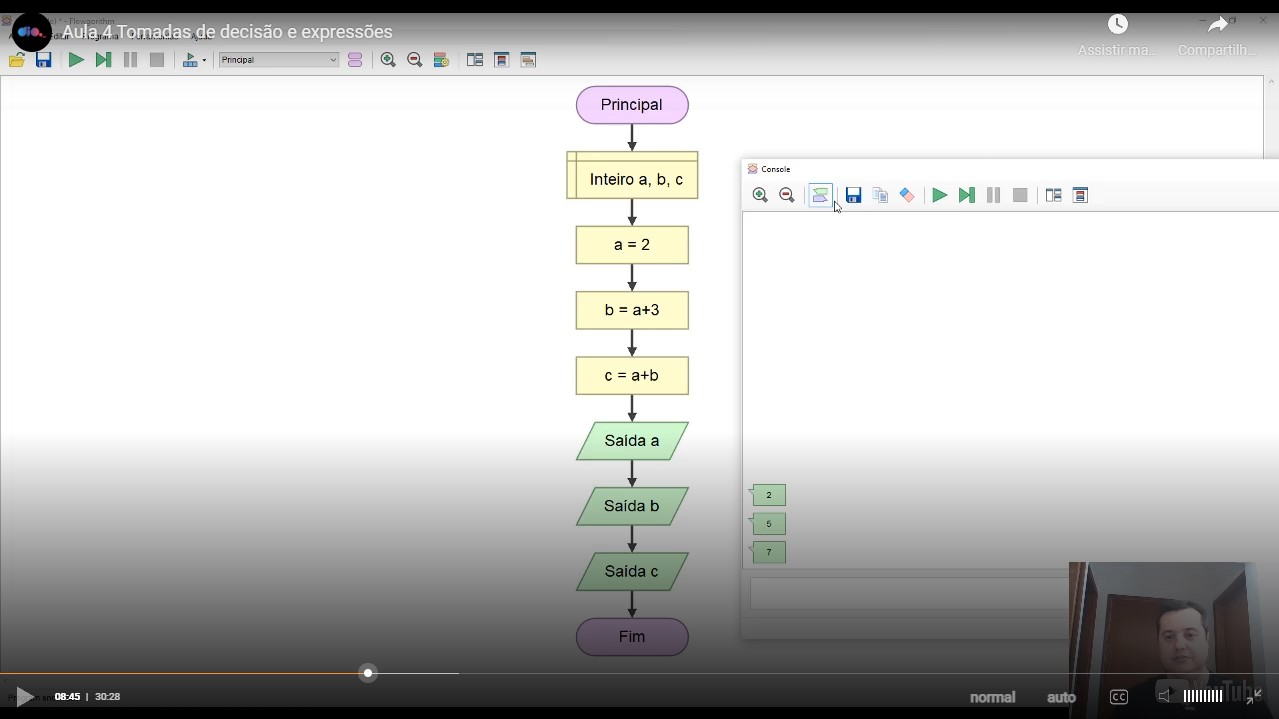 Flowgorithm
Aula 4 Tomadas de decisão e expressões
Assistir ma...
Compartilh...
Principal
Principal
Inteiro a, b, c
a = 2
b = a+3
c = a+b
Saída a
Saída b
Saída c
Fim
Console
2
5
7
08:45 | 30:28
normal
auto
CC